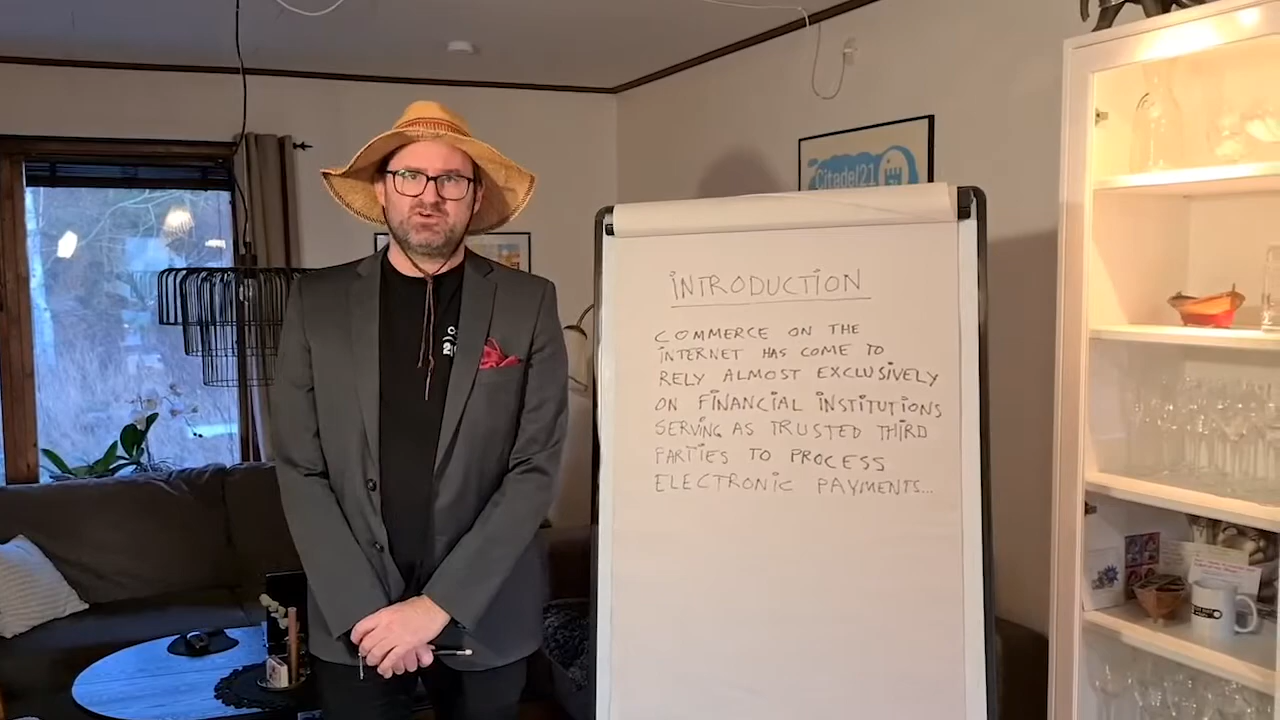 Citadel21
INTRODUCTION
COMMERCE ON THE
INTERNET HAS COME TO
RELY ALMOST EXCLUSIVELY
ON FINANCIAL INSTITUTIONS
SERVING AS TRUSTED THIRD
PARTIES TO PROCESS
ELECTRONIC PAYMENTS...